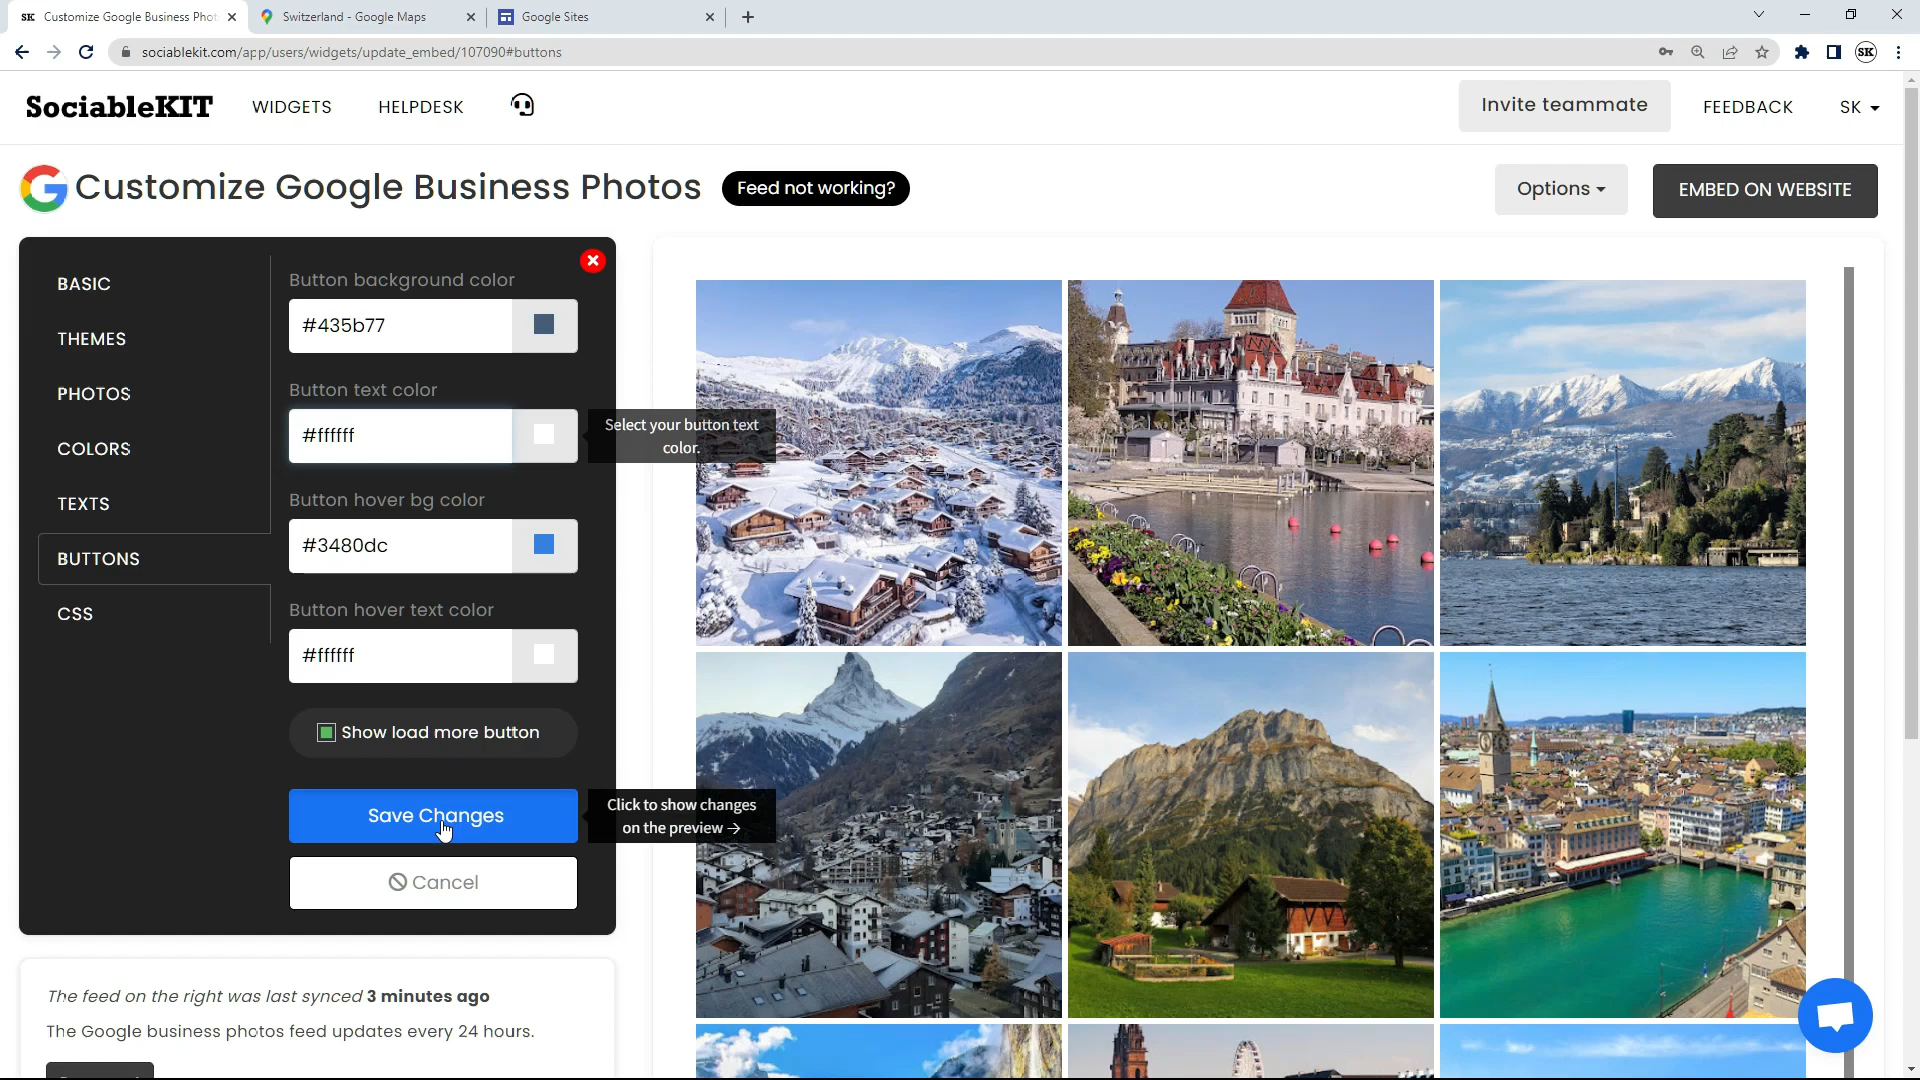 SK Customize Google Business Phot
Switzerland - Google Maps
Google Sites
sociablekit.com/app/users/widgets/update_embed/107090#buttons
SK
SociableKIT
WIDGETS
HELPDESK
Invite teammate
FEEDBACK
SK
Customize Google Business Photos
Feed not working?
Options
EMBED ON WEBSITE
BASIC
THEMES
PHOTOS
COLORS
TEXTS
BUTTONS
CSS
Button background color
#435b77
Button text color
#ffffff
Select your button text
color.
Button hover bg color
#3480dc
Button hover text color
#ffffff
Show load more button
Save Changes
Click to show changes
on the preview →
Cancel
The feed on the right was last synced 3 minutes ago
The Google business photos feed updates every 24 hours.